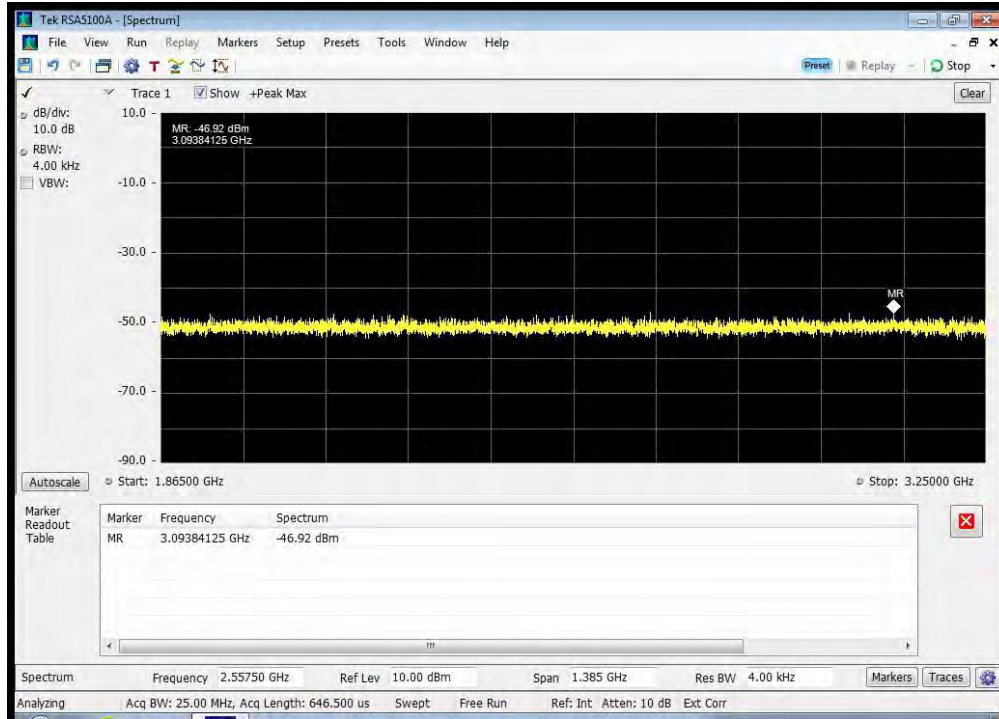 Tek RSA5100A - [Spectrum]
File View Run Replay Markers Setup Presets Tools Window Help
T Preset Replay Stop
Trace 1 Show +Peak Max Clear
dB/div:
10.0 dB
RBW:
4.00 kHz
VBW:
10.0
MR: -46.92 dBm
3.09384125 GHz
-10.0
-30.0
MR
-50.0
-70.0
-90.0
Autoscale Start: 1.86500 GHz Stop: 3.25000 GHz
Marker
Readout
Table
Marker Frequency Spectrum
MR 3.09384125 GHz -46.92 dBm
Spectrum Frequency 2.55750 GHz Ref Lev 10.00 dBm Span 1.385 GHz Res BW 4.00 kHz Markers Traces
Analyzing Acq BW: 25.00 MHz, Acq Length: 646.500 us Swept Free Run Ref: Int Atten: 10 dB Ext Corr